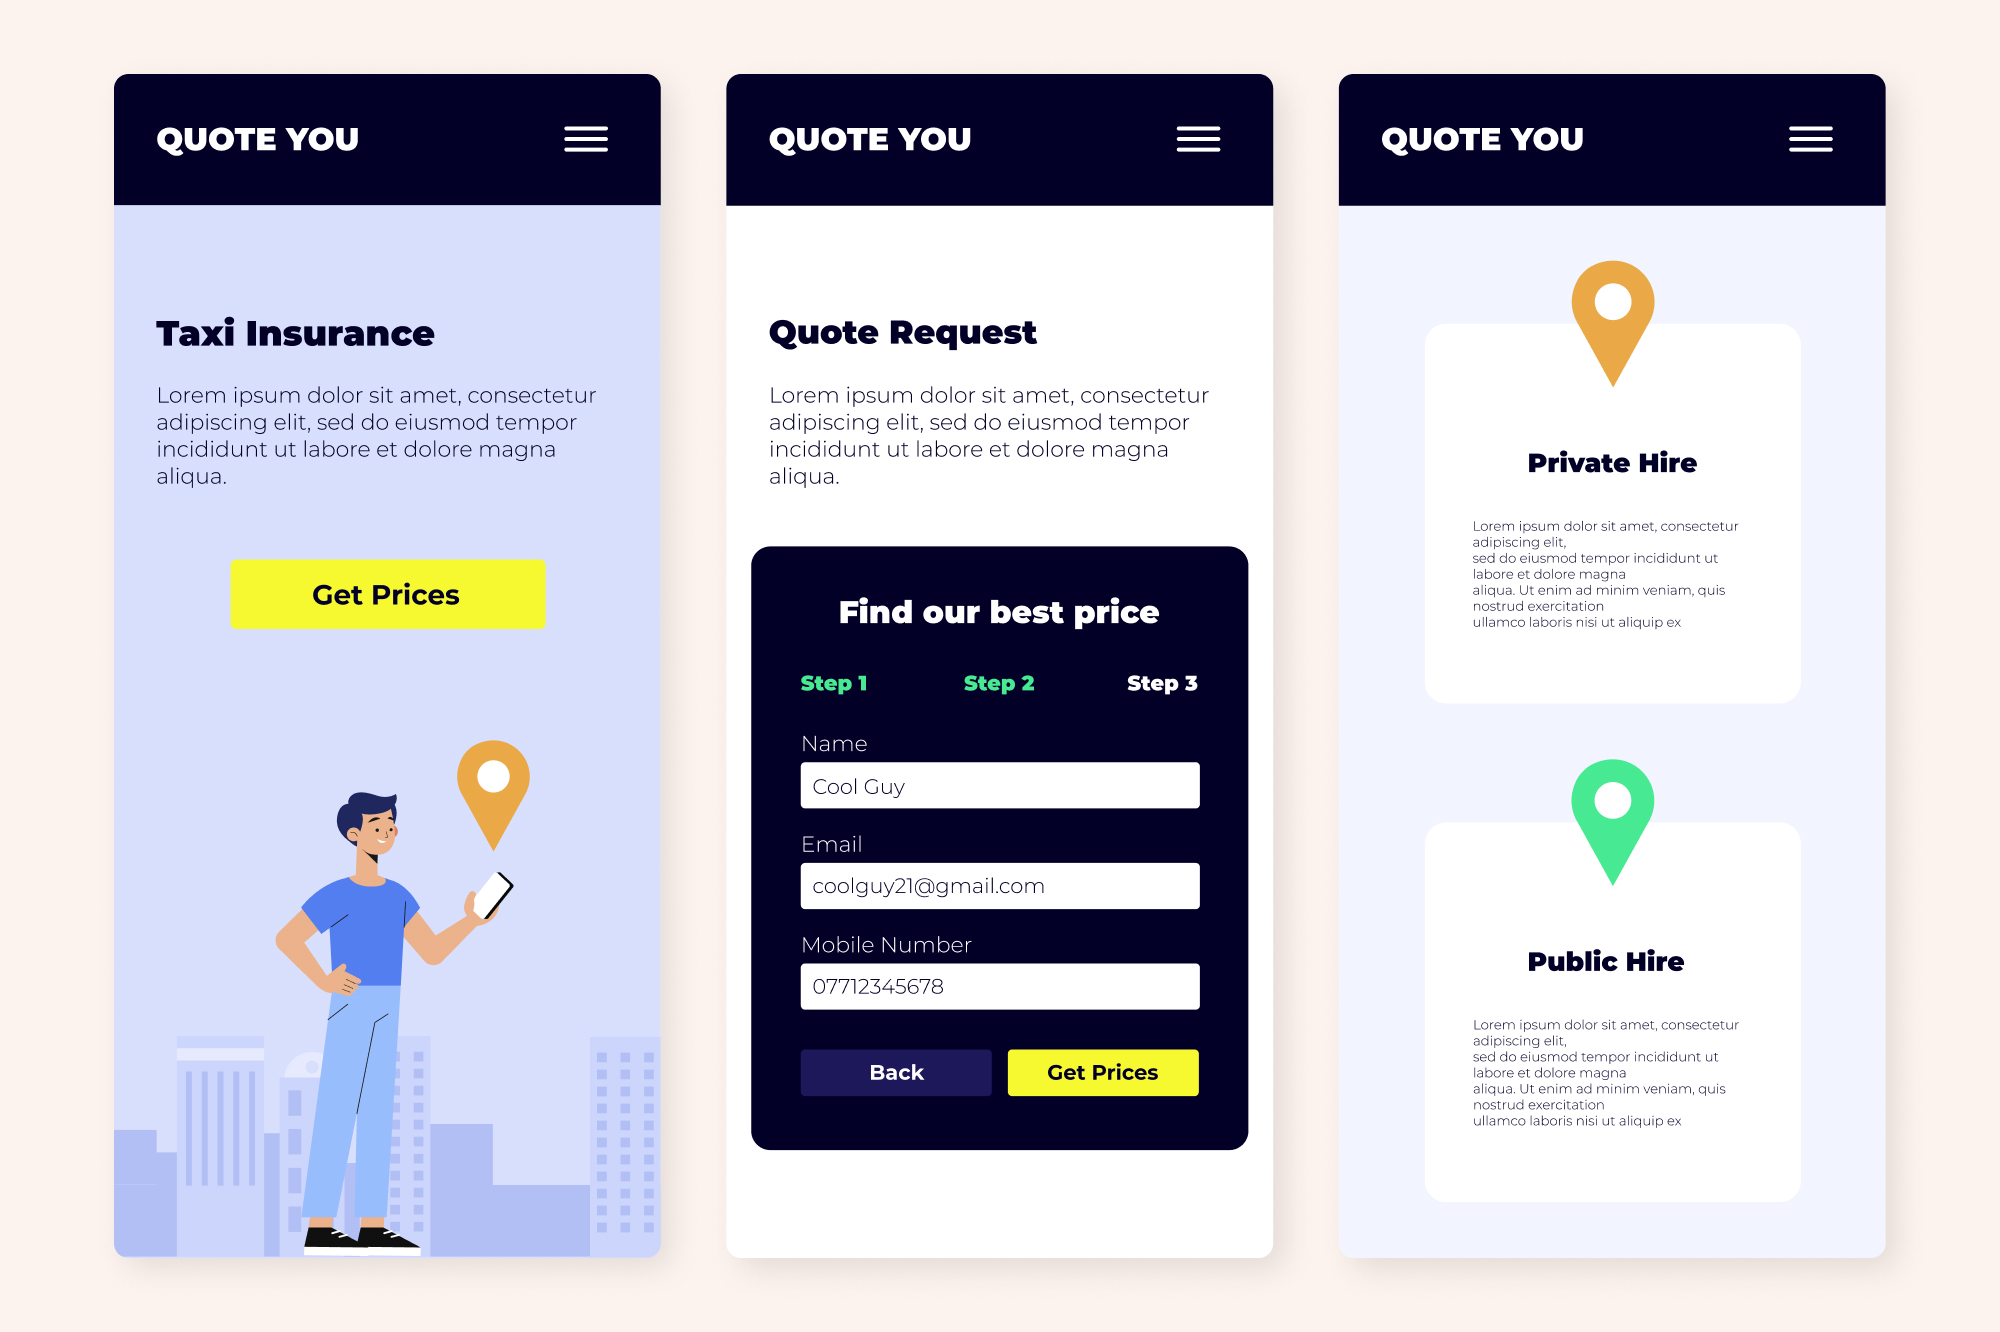 QUOTE YOU
Taxi Insurance
Lorem ipsum dolor sit amet, consectetur
adipiscing elit, sed do eiusmod tempor
incididunt ut labore et dolore magna
aliqua.
Get Prices
QUOTE YOU
Quote Request
Lorem ipsum dolor sit amet, consectetur
adipiscing elit, sed do eiusmod tempor
incididunt ut labore et dolore magna
aliqua.
Find our best price
Step 1 Step 2 Step 3
Name
Cool Guy
Email
coolguy21@gmail.com
Mobile Number
07712345678
Back Get Prices
QUOTE YOU
Private Hire
Lorem ipsum dolor sit amet, consectetur
adipiscing elit,
sed do eiusmod tempor incididunt ut
labore et dolore magna
aliqua. Ut enim ad minim veniam, quis
nostrud exercitation
ullamco laboris nisi ut aliquip ex
Public Hire
Lorem ipsum dolor sit amet, consectetur
adipiscing elit,
sed do eiusmod tempor incididunt ut
labore et dolore magna
aliqua. Ut enim ad minim veniam, quis
nostrud exercitation
ullamco laboris nisi ut aliquip ex